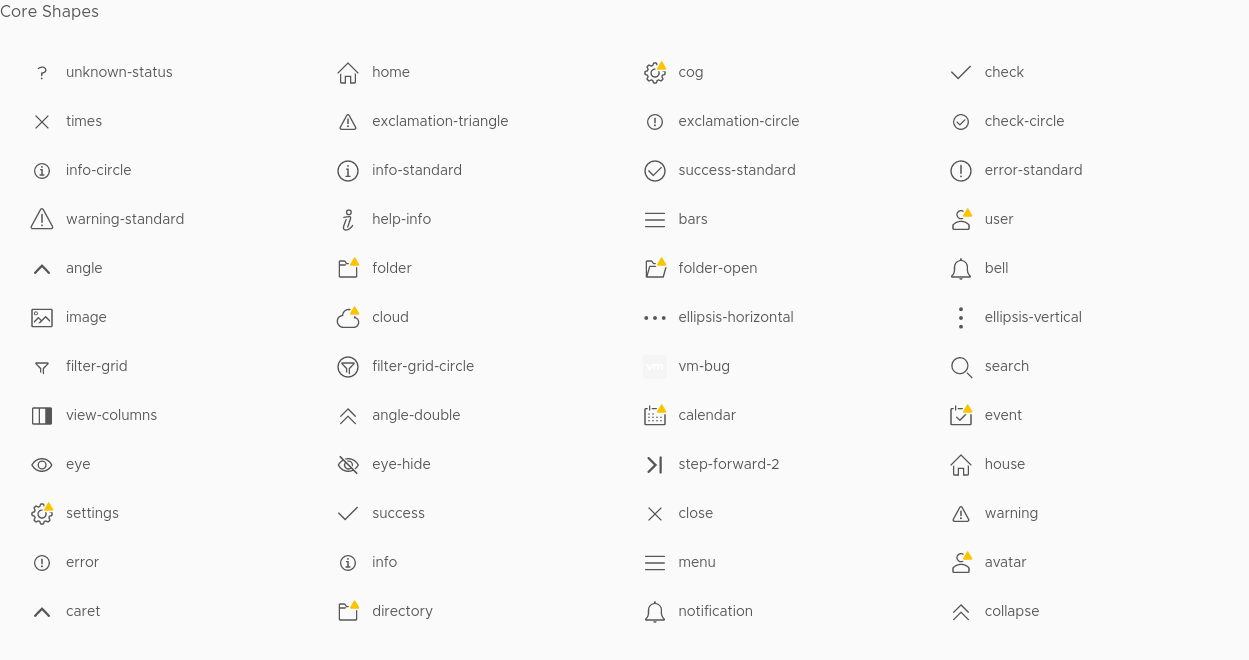 Core Shapes
unknown-status home cog check
times exclamation-triangle exclamation-circle check-circle
info-circle info-standard success-standard error-standard
warning-standard help-info bars user
angle folder folder-open bell
image cloud ellipsis-horizontal ellipsis-vertical
filter-grid filter-grid-circle vm vm-bug search
view-columns angle-double calendar event
eye eye-hide step-forward-2 house
settings success close warning
error info menu avatar
caret directory notification collapse